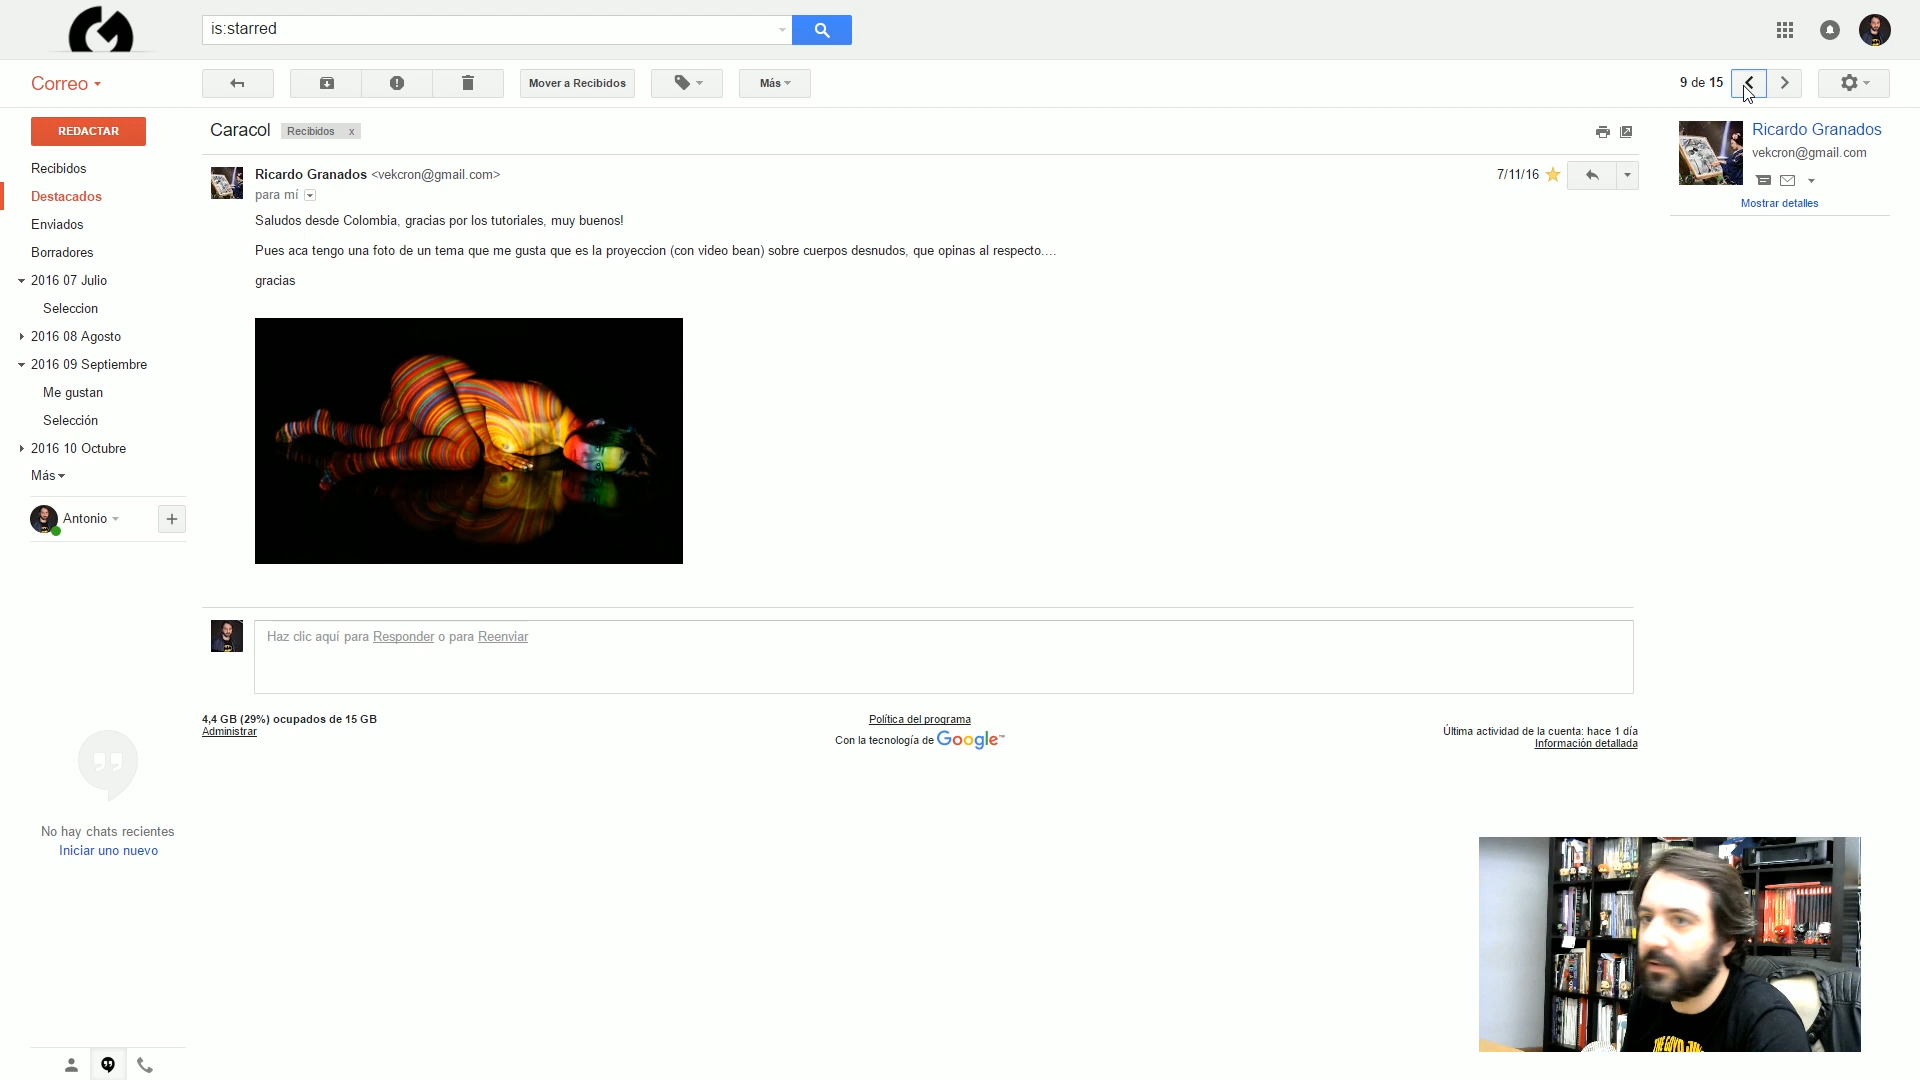 is:starred
Correo
Mover a Recibidos
Más
9 de 15
REDACTAR
Recibidos
Destacados
Enviados
Borradores
2016 07 Julio
Seleccion
2016 08 Agosto
2016 09 Septiembre
Me gustan
Selección
2016 10 Octubre
Más
Antonio
No hay chats recientes
Iniciar uno nuevo
Caracol
Recibidos x
Ricardo Granados <vekcron@gmail.com>
7/11/16
para mí
Saludos desde Colombia, gracias por los tutoriales, muy buenos!
Pues aca tengo una foto de un tema que me gusta que es la proyeccion (con video bean) sobre cuerpos desnudos, que opinas al respecto....
gracias
Haz clic aquí para Responder o para Reenviar
4,4 GB (29%) ocupados de 15 GB
Administrar
Política del programa
Con la tecnología de Google™
Última actividad de la cuenta: hace 1 día
Información detallada
Ricardo Granados
vekcron@gmail.com
Mostrar detalles